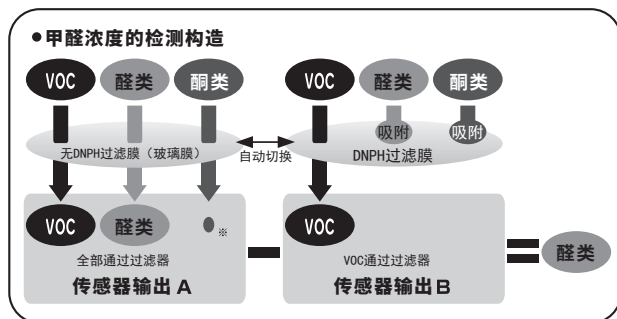 ●甲醛浓度的检测构造
VOC 醛类 酮类 VOC 醛类 酮类
吸附 吸附
无DNPH过滤膜（玻璃膜） 自动切换 DNPH过滤膜
VOC 醛类 ※ VOC
全部通过过滤器 VOC通过过滤器 醛类
传感器输出 A 传感器输出 B